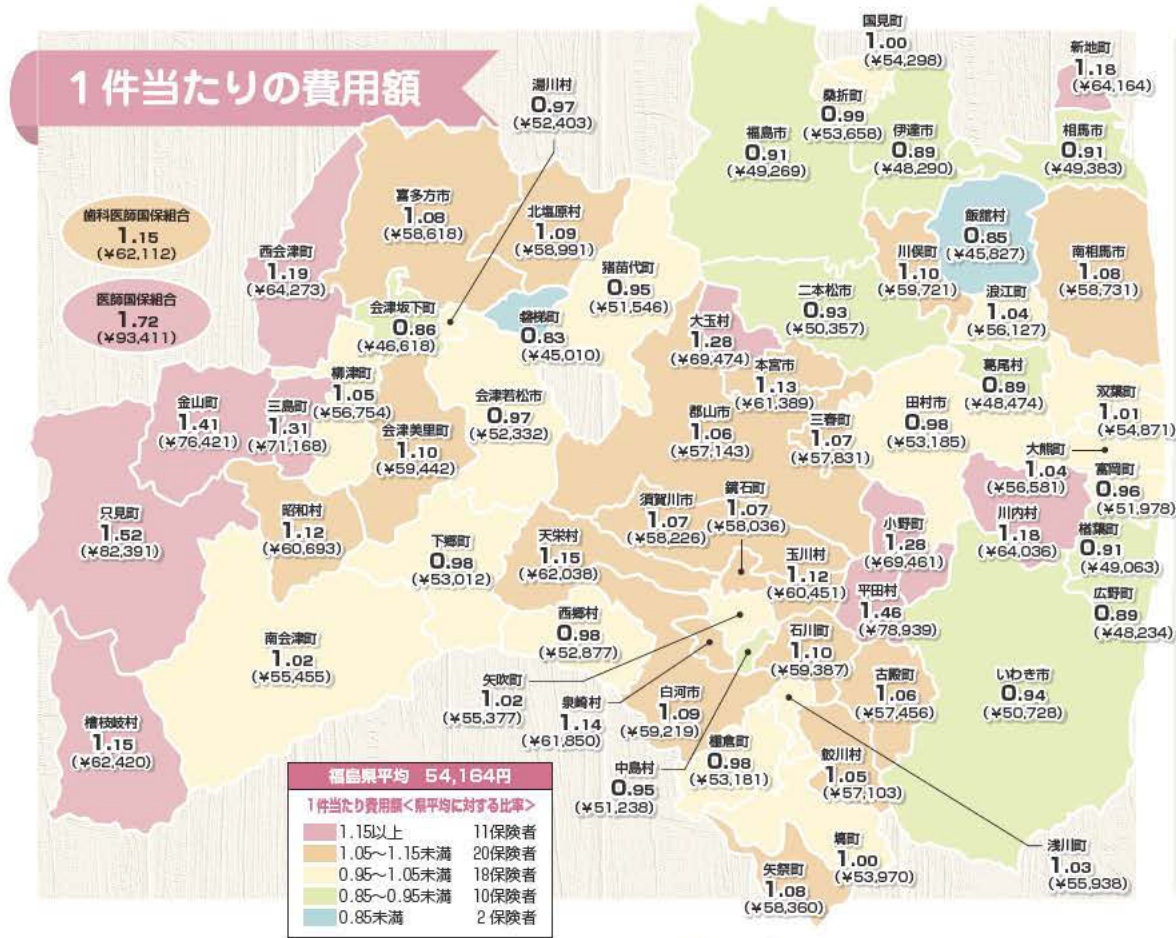 1件当たりの費用額
国見町
1.00
(¥54,298)
新地町
1.18
(¥64,164)
湯川村
0.97
(¥52,403)
桑折町
0.99
(¥53,658)
福島市
0.91
(¥49,269)
伊達市
0.89
(¥48,290)
相馬市
0.91
(¥49,383)
歯科医師国保組合
1.15
(¥62,112)
医師国保組合
1.72
(¥93,411)
西会津町
1.19
(¥64,273)
喜多方市
1.08
(¥58,618)
北塩原村
1.09
(¥58,991)
猪苗代町
0.95
(¥51,546)
川俣町
1.10
(¥59,721)
飯舘村
0.85
(¥45,827)
南相馬市
1.08
(¥58,731)
会津坂下町
0.86
(¥46,618)
磐梯町
0.83
(¥45,010)
大玉村
1.28
(¥69,474)
二本松市
0.93
(¥50,357)
浪江町
1.04
(¥56,127)
柳津町
1.05
(¥56,754)
会津若松市
0.97
(¥52,332)
本宮市
1.13
(¥61,389)
葛尾村
0.89
(¥48,474)
双葉町
1.01
(¥54,871)
金山町
1.41
(¥76,421)
三島町
1.31
(¥71,168)
会津美里町
1.10
(¥59,442)
郡山市
1.06
(¥57,143)
三春町
1.07
(¥57,831)
田村市
0.98
(¥53,185)
大熊町
1.04
(¥56,581)
富岡町
0.96
(¥51,978)
只見町
1.52
(¥82,391)
昭和村
1.12
(¥60,693)
下郷町
0.98
(¥53,012)
天栄村
1.15
(¥62,038)
須賀川市
1.07
(¥58,226)
鏡石町
1.07
(¥58,036)
玉川村
1.12
(¥60,451)
小野町
1.28
(¥69,461)
川内村
1.18
(¥64,036)
楢葉町
0.91
(¥49,063)
平田村
1.46
(¥78,939)
広野町
0.89
(¥48,234)
南会津町
1.02
(¥55,455)
西郷村
0.98
(¥52,877)
石川町
1.10
(¥59,387)
古殿町
1.06
(¥57,456)
いわき市
0.94
(¥50,728)
檜枝岐村
1.15
(¥62,420)
矢吹町
1.02
(¥55,377)
泉崎村
1.14
(¥61,850)
白河市
1.09
(¥59,219)
棚倉町
0.98
(¥53,181)
鮫川村
1.05
(¥57,103)
中島村
0.95
(¥51,238)
浅川町
1.03
(¥55,938)
塙町
1.00
(¥53,970)
矢祭町
1.08
(¥58,360)
福島県平均 54,164円
1件当たり費用額<県平均に対する比率>
1.15以上 11保険者
1.05～1.15未満 20保険者
0.95～1.05未満 18保険者
0.85～0.95未満 10保険者
0.85未満 2保険者